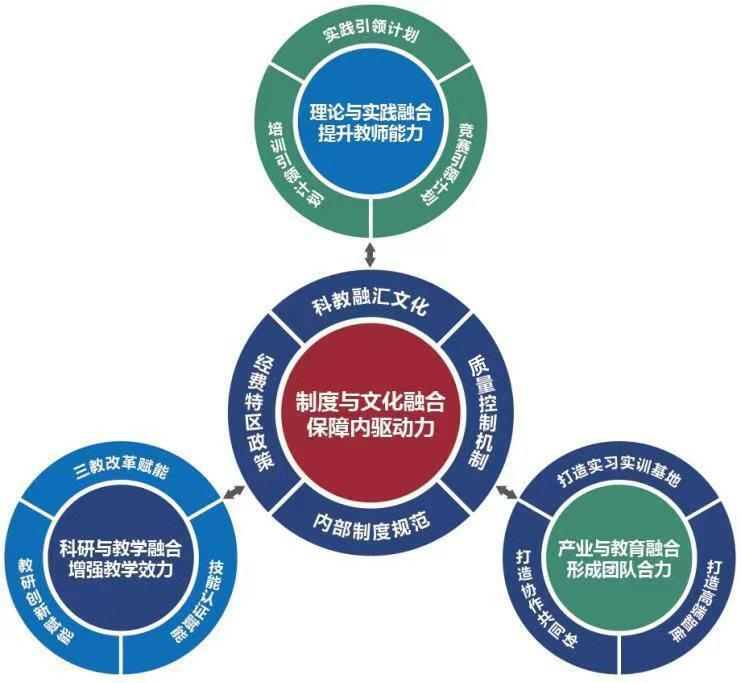 实践引领计划
理论与实践融合
提升教师能力
培训引领计划
竞赛引领计划
科教融汇文化
经费特区政策
质量控制机制
制度与文化融合
保障内驱动力
内部制度规范
三教改革赋能
科研与教学融合
增强教学效力
教研创新赋能
技能认证赋能
打造实习实训基地
产业与教育融合
形成团队合力
打造协作共同体
打造高端智库